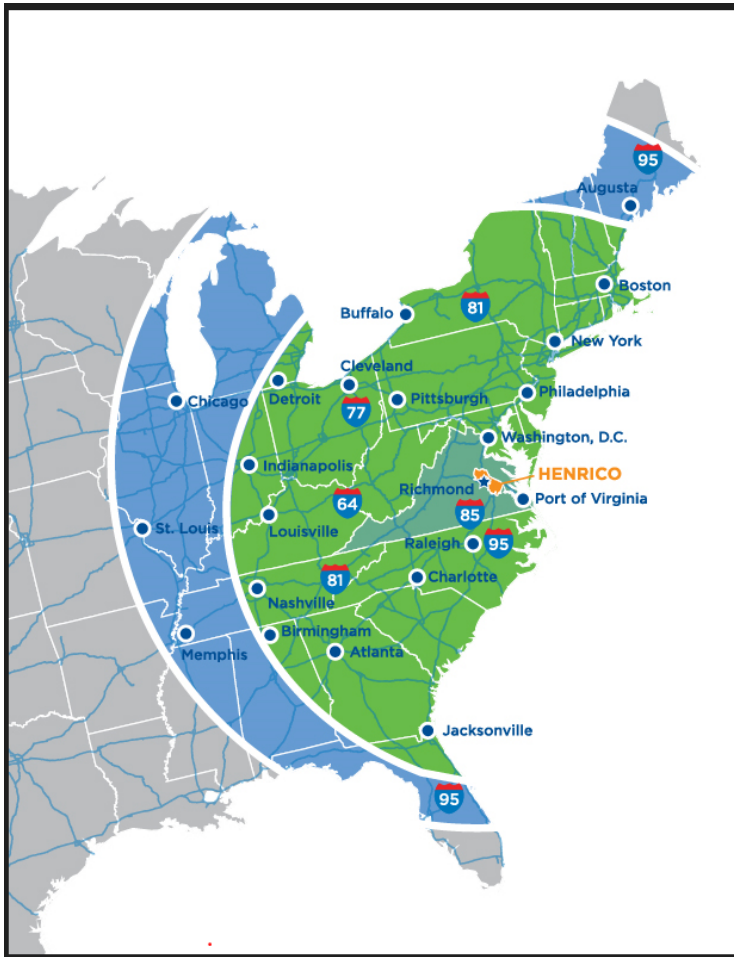 95
Augusta
Boston
81
Buffalo
New York
Cleveland
Detroit
Pittsburgh
Philadelphia
Chicago
77
Washington, D.C.
Indianapolis
HENRICO
Richmond
Port of Virginia
64
85
St. Louis
Louisville
Raleigh
95
81
Charlotte
Nashville
Birmingham
Memphis
Atlanta
Jacksonville
95